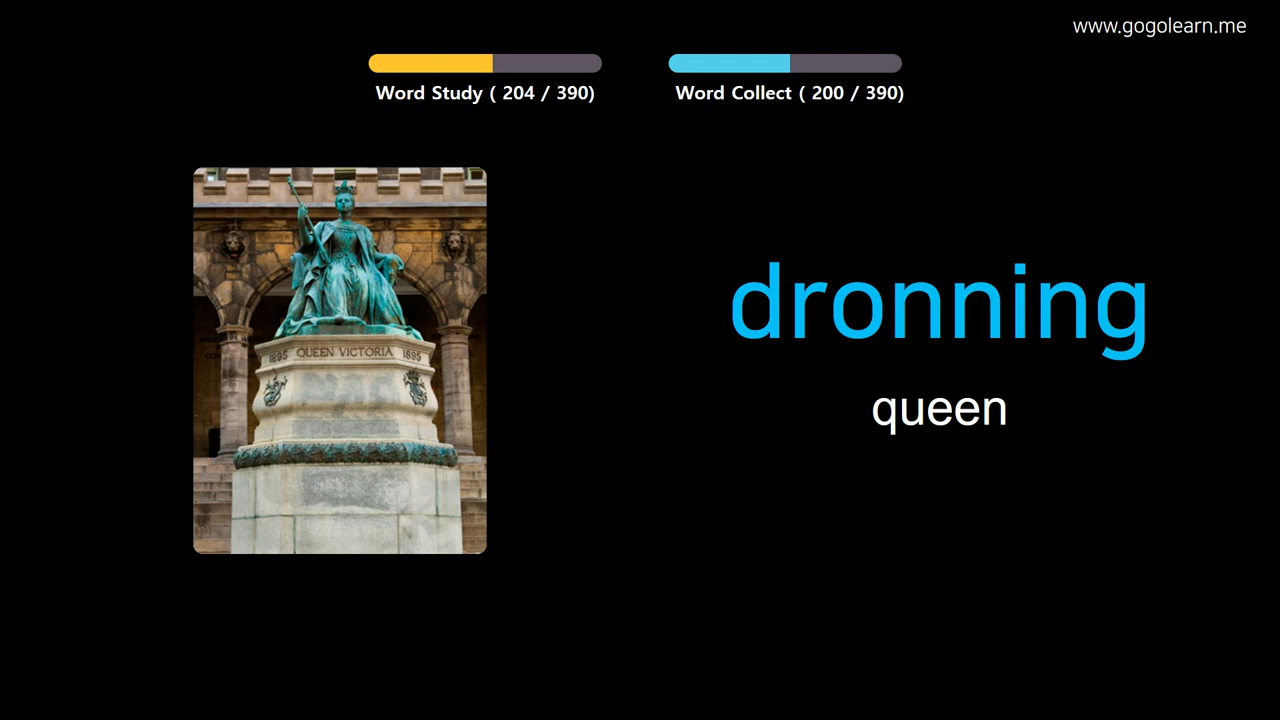 www.gogolearn.me
Word Study ( 204 / 390)
Word Collect ( 200 / 390)
1895 QUEEN VICTORIA 1895
dronning
queen